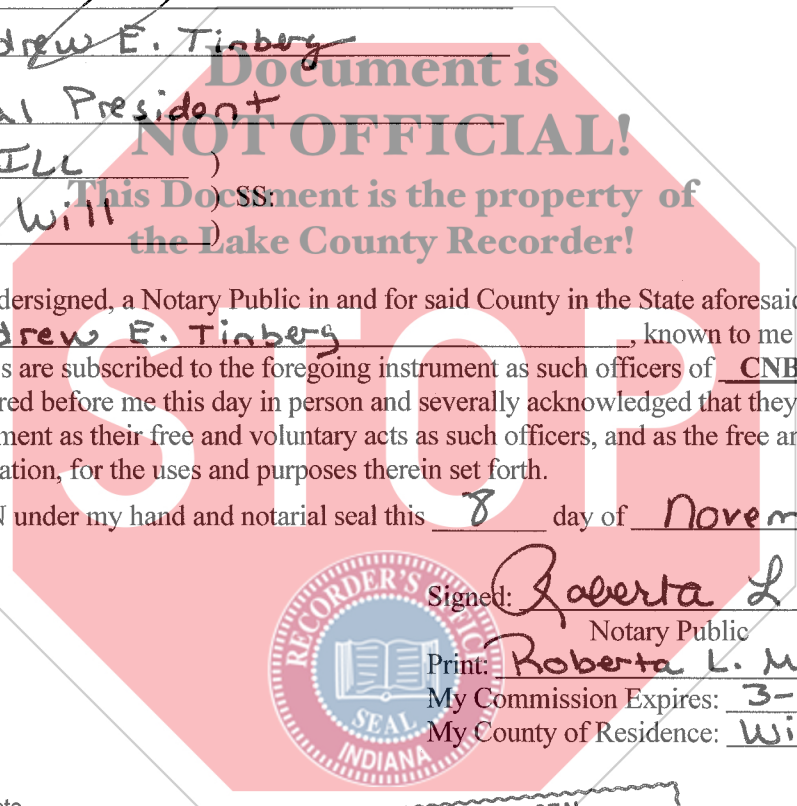 drew E. Tinberg
Document is
al President
NOT OFFICIAL!
ILL )
This Document is the property of
Will ) SS:
)
the Lake County Recorder!
dersigned, a Notary Public in and for said County in the State aforesaid
drew E. Tinberg, known to me
s are subscribed to the foregoing instrument as such officers of CNB
red before me this day in person and severally acknowledged that they
ment as their free and voluntary acts as such officers, and as the free an
ation, for the uses and purposes therein set forth.
STOP
N under my hand and notarial seal this 8 day of Novem
Signed: Roberta L
Notary Public
Print: Roberta L. M
My Commission Expires: 3-
My County of Residence: Wi
RECORDER'S OFFICE
SEAL
INDIANA